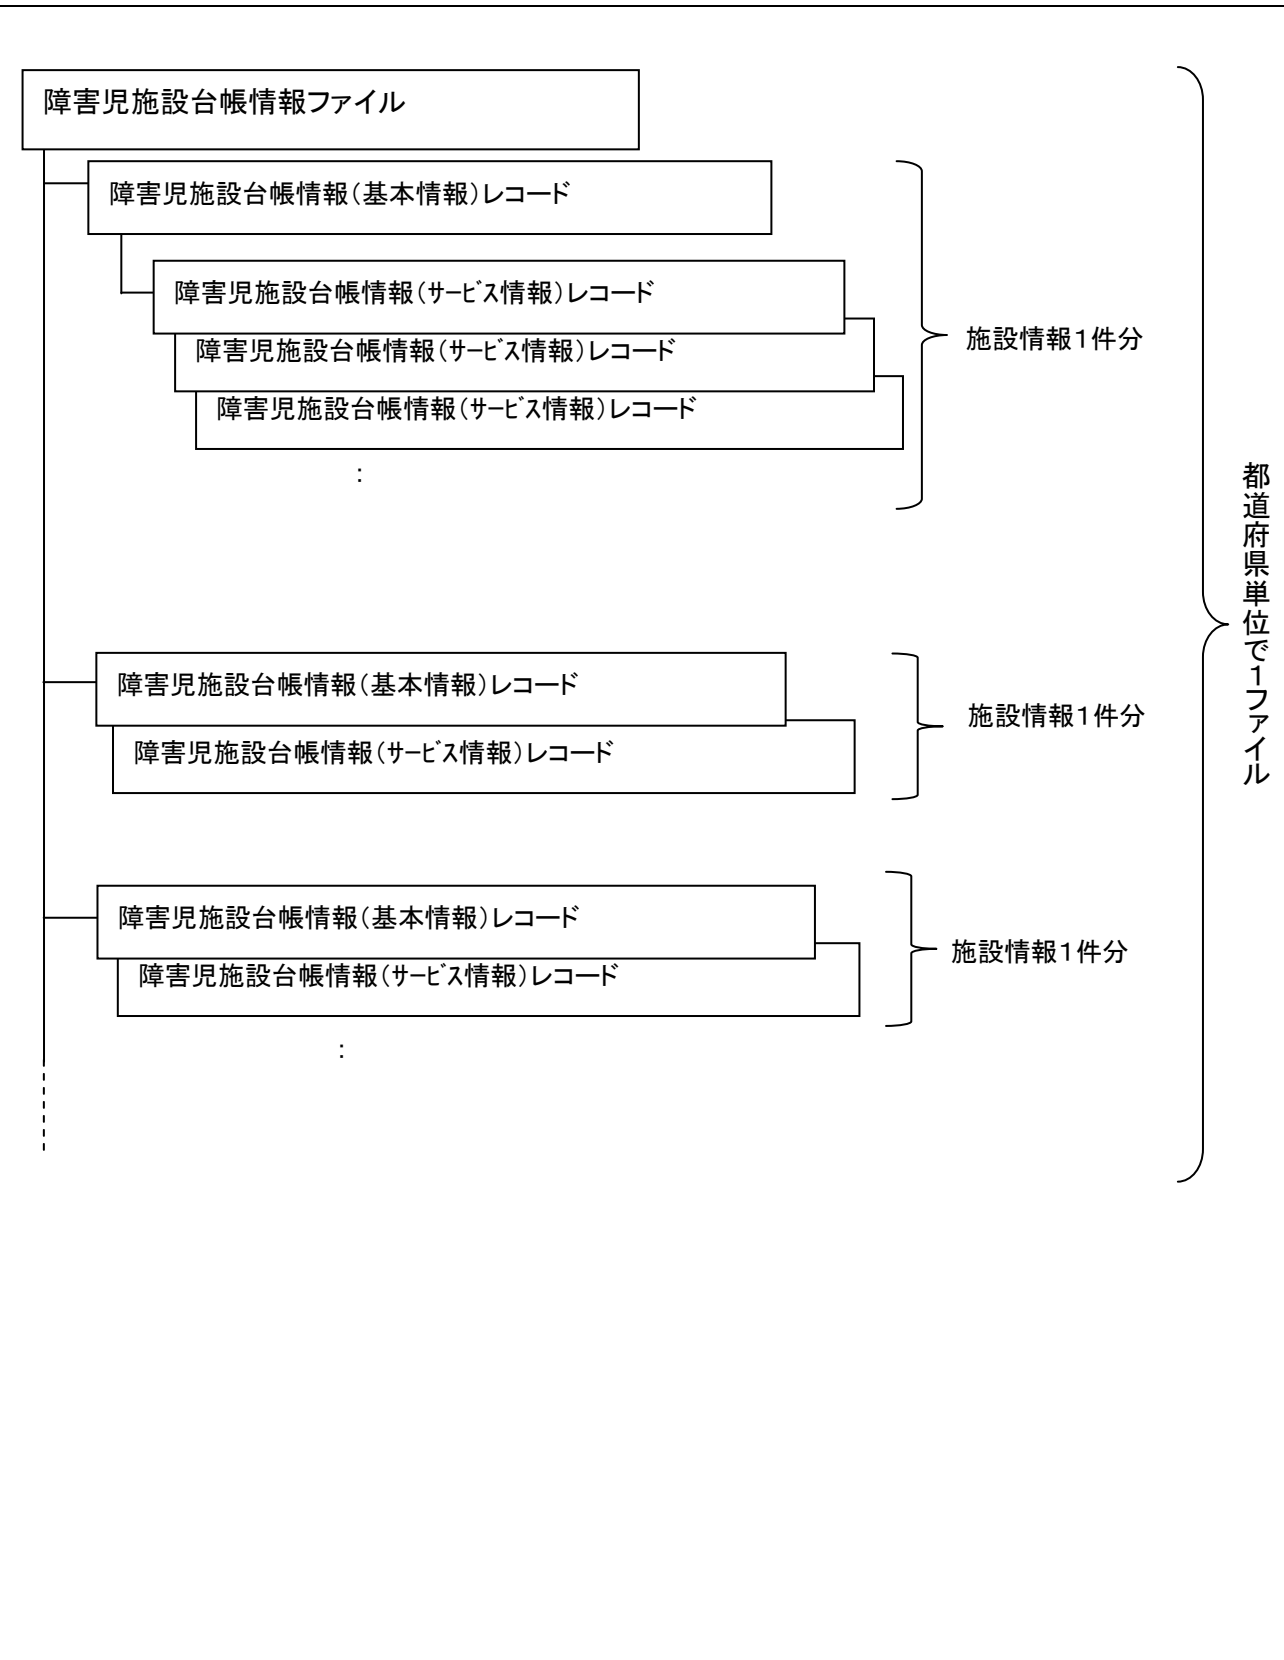 障害児施設台帳情報ファイル
障害児施設台帳情報（基本情報）レコード
障害児施設台帳情報（ｻｰﾋﾞｽ情報）レコード
障害児施設台帳情報（ｻｰﾋﾞｽ情報）レコード
障害児施設台帳情報（ｻｰﾋﾞｽ情報）レコード
：
施設情報１件分
障害児施設台帳情報（基本情報）レコード
障害児施設台帳情報（ｻｰﾋﾞｽ情報）レコード
施設情報１件分
障害児施設台帳情報（基本情報）レコード
障害児施設台帳情報（ｻｰﾋﾞｽ情報）レコード
：
施設情報１件分
都道府県単位で１ファイル